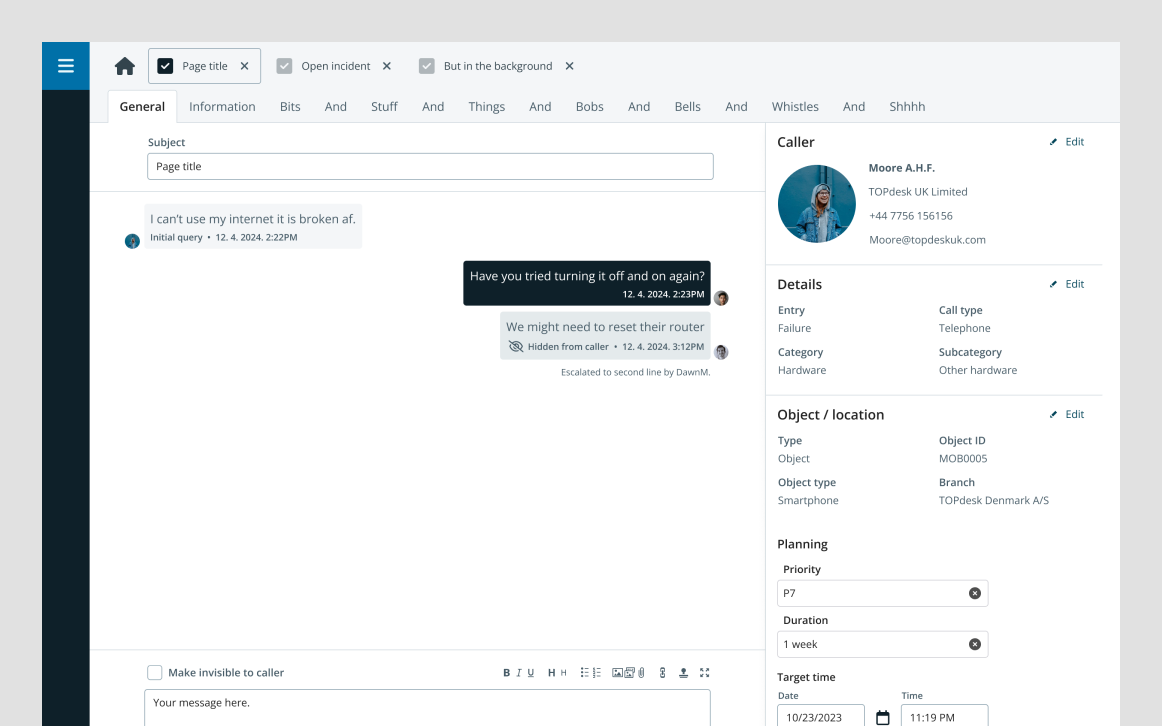 Page title
Open incident
But in the background
General Information Bits And Stuff And Things And Bobs And Bells And Whistles And Shhhh
Subject
Page title
I can't use my internet it is broken af.
Initial query • 12. 4. 2024. 2:22PM
Have you tried turning it off and on again?
12. 4. 2024. 2:23PM
We might need to reset their router
Hidden from caller • 12. 4. 2024. 3:12PM
Escalated to second line by DawnM.
Make invisible to caller
B I U H H
Your message here.
Caller
Edit
Moore A.H.F.
TOPdesk UK Limited
+44 7756 156156
Moore@topdeskuk.com
Details
Edit
Entry
Call type
Failure
Telephone
Category
Subcategory
Hardware
Other hardware
Object / location
Edit
Type
Object ID
Object
MOB0005
Object type
Branch
Smartphone
TOPdesk Denmark A/S
Planning
Priority
P7
Duration
1 week
Target time
Date
Time
10/23/2023
11:19 PM